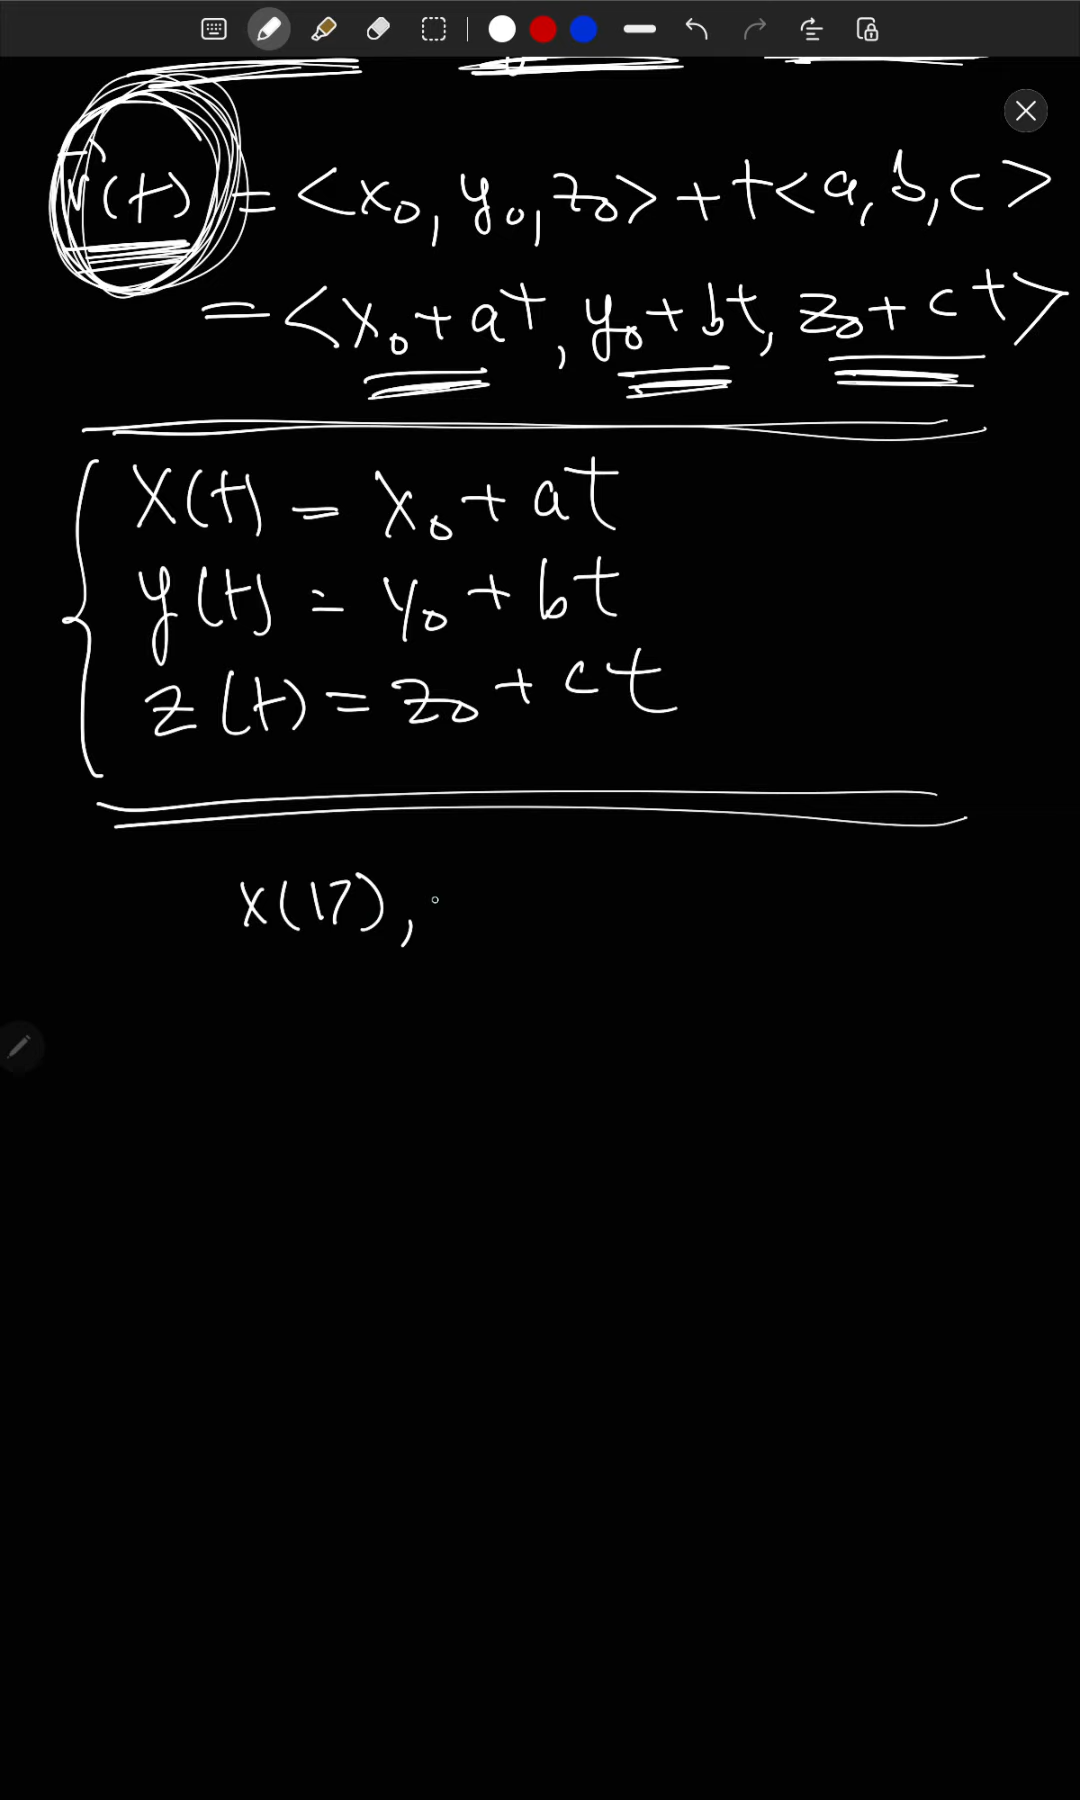 r⃗(t) = <x₀, y₀, z₀> + t<a, b, c>
= <x₀ + at, y₀ + bt, z₀ + ct>
x(t) = x₀ + at
y(t) = y₀ + bt
z(t) = z₀ + ct
x(17),